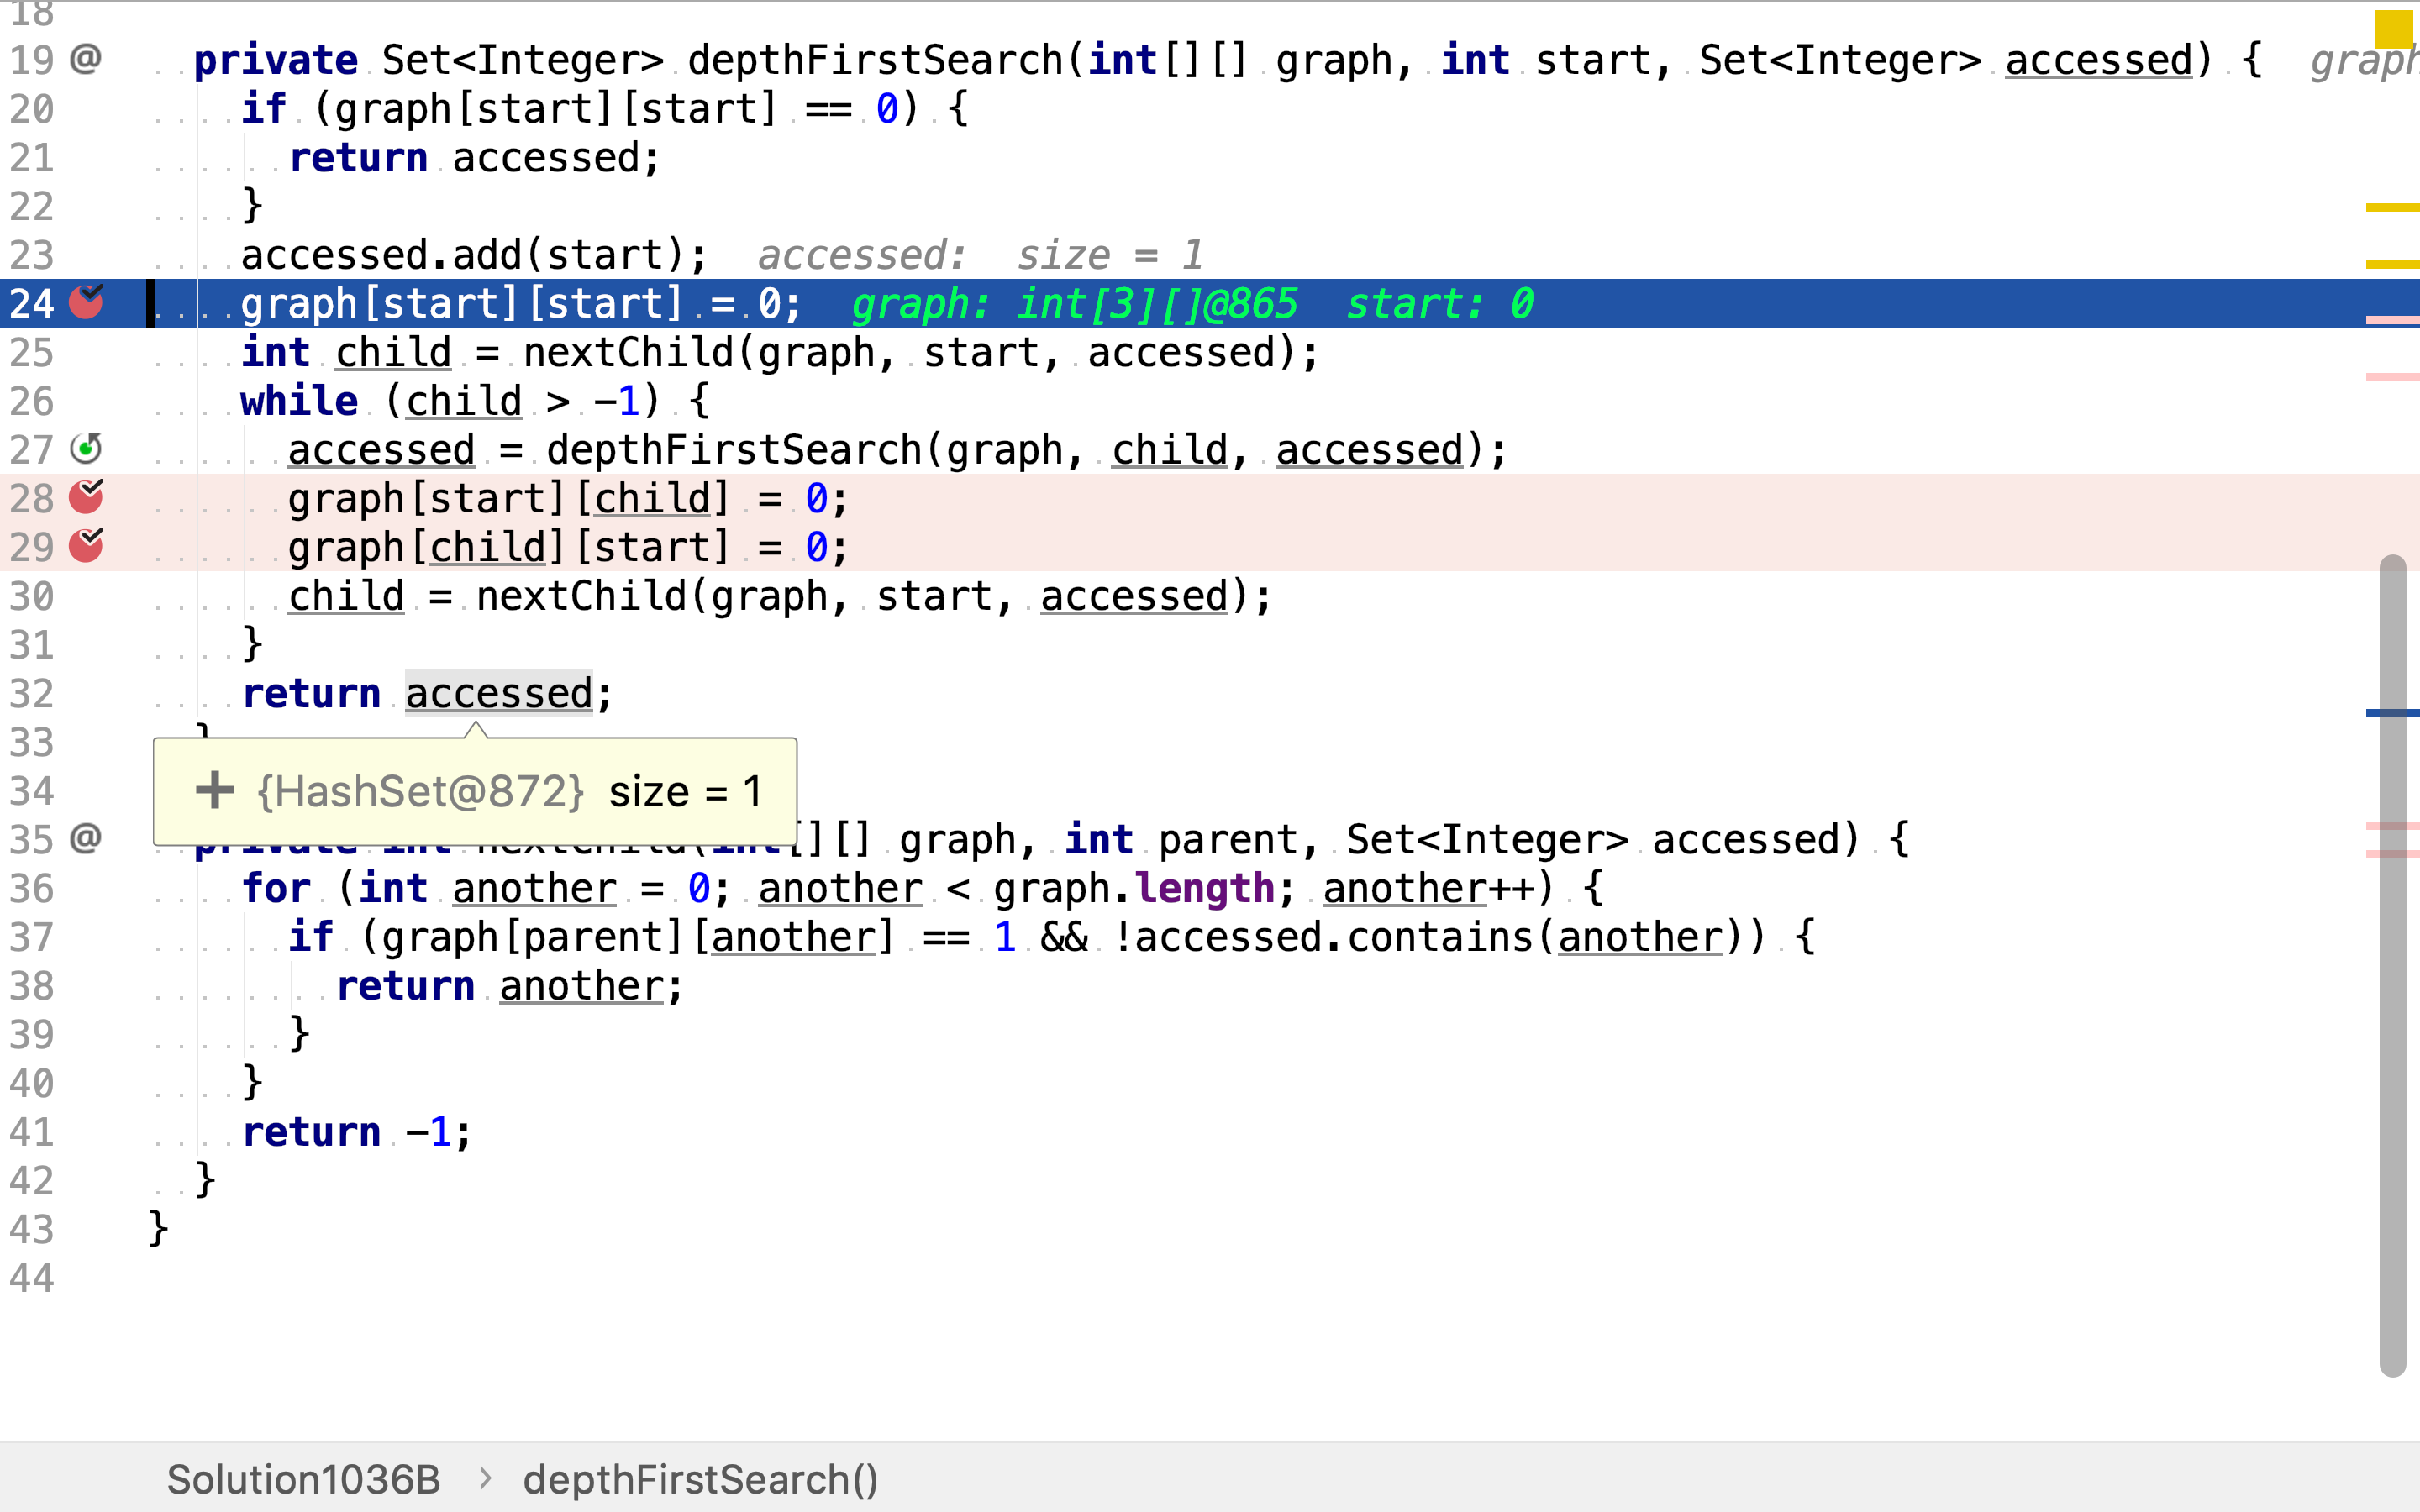 18
19 @ private Set<Integer> depthFirstSearch(int[][] graph, int start, Set<Integer> accessed) { graph
20 if (graph[start][start] == 0) {
21 return accessed;
22 }
23 accessed.add(start); accessed: size = 1
24 graph[start][start] = 0; graph: int[3][]@865 start: 0
25 int child = nextChild(graph, start, accessed);
26 while (child > -1) {
27 accessed = depthFirstSearch(graph, child, accessed);
28 graph[start][child] = 0;
29 graph[child][start] = 0;
30 child = nextChild(graph, start, accessed);
31 }
32 return accessed;
33 }
+ {HashSet@872} size = 1
34
35 @ private int nextChild(int[][] graph, int parent, Set<Integer> accessed) {
36 for (int another = 0; another < graph.length; another++) {
37 if (graph[parent][another] == 1 && !accessed.contains(another)) {
38 return another;
39 }
40 }
41 return -1;
42 }
43 }
44
Solution1036B > depthFirstSearch()